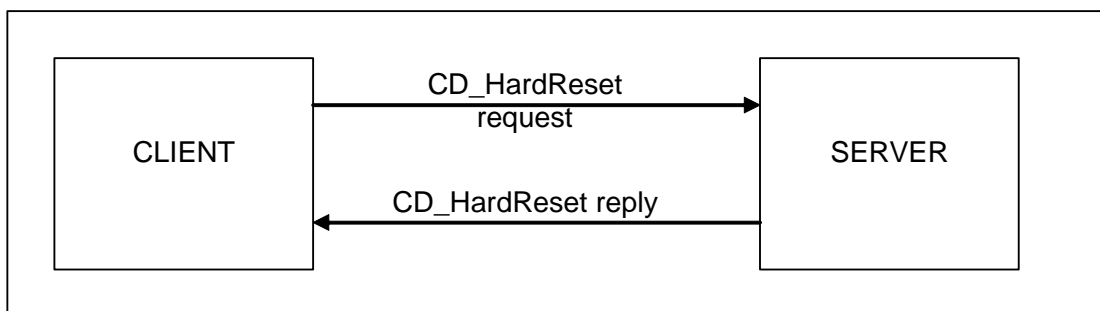 CD_HardReset
request
CLIENT
SERVER
CD_HardReset reply